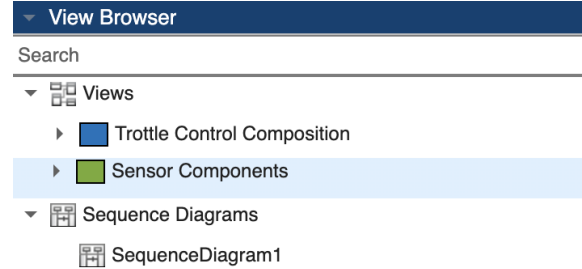 View Browser
Search
Views
Trottle Control Composition
Sensor Components
Sequence Diagrams
SequenceDiagram1